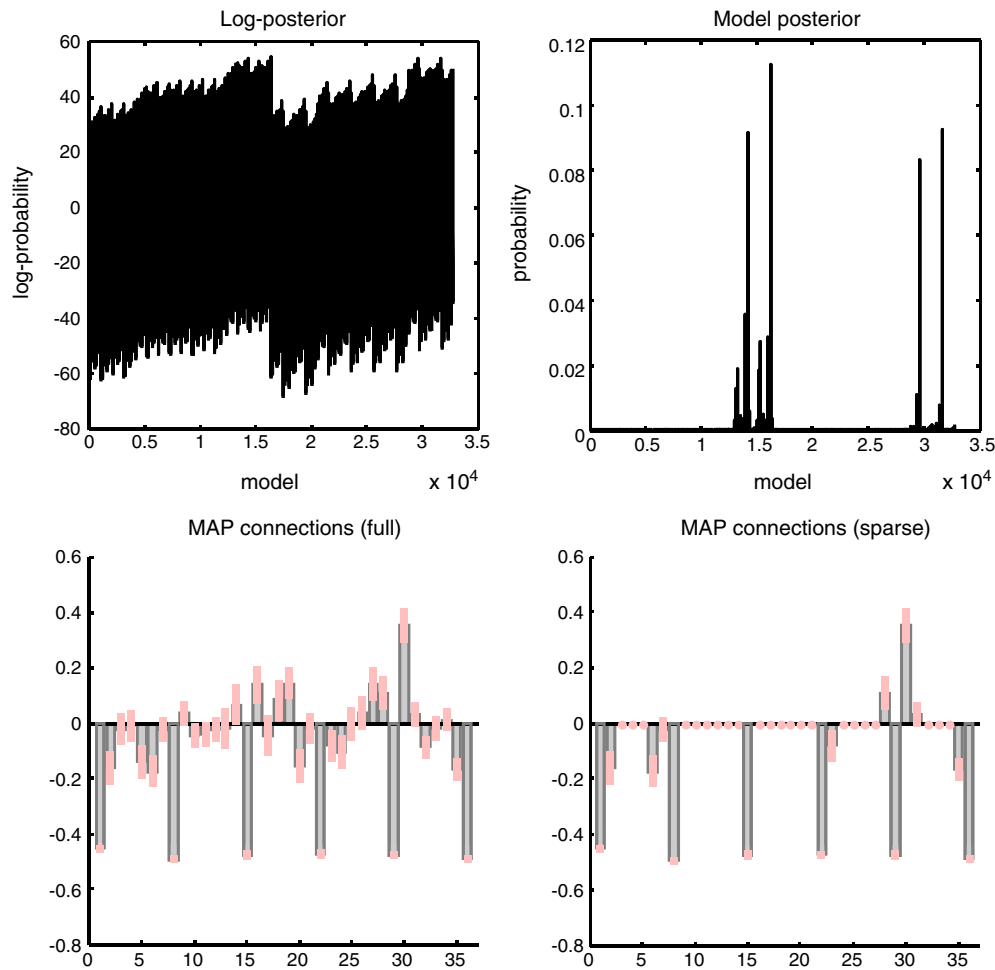 Log-posterior
60
40
20
0
-20
-40
-60
-80
log-probability
0 0.5 1 1.5 2 2.5 3 3.5
model
x 10^4
Model posterior
0.12
0.1
0.08
0.06
0.04
0.02
0
probability
0 0.5 1 1.5 2 2.5 3 3.5
model
x 10^4
MAP connections (full)
0.6
0.4
0.2
0
-0.2
-0.4
-0.6
-0.8
0 5 10 15 20 25 30 35
MAP connections (sparse)
0.6
0.4
0.2
0
-0.2
-0.4
-0.6
-0.8
0 5 10 15 20 25 30 35